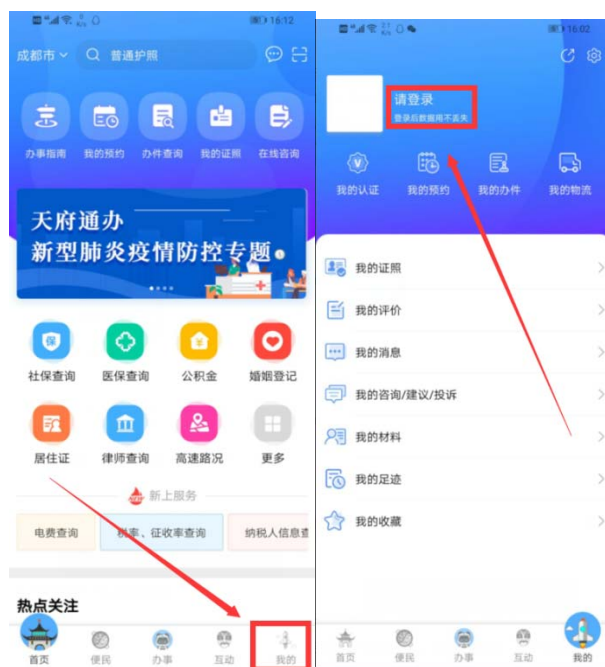 16:12
成都市
普通护照
办事指南
我的预约
办件查询
我的证照
在线咨询
天府通办
新型肺炎疫情防控专题
社保查询
医保查询
公积金
婚姻登记
居住证
律师查询
高速路况
更多
新上服务
电费查询
税率、征收率查询
纳税人信息查
热点关注
首页
便民
办事
互动
我的
16:02
请登录
登录后数据用不丢失
我的认证
我的预约
我的办件
我的物流
我的证照
我的评价
我的消息
我的咨询/建议/投诉
我的材料
我的足迹
我的收藏
首页
便民
办事
互动
我的